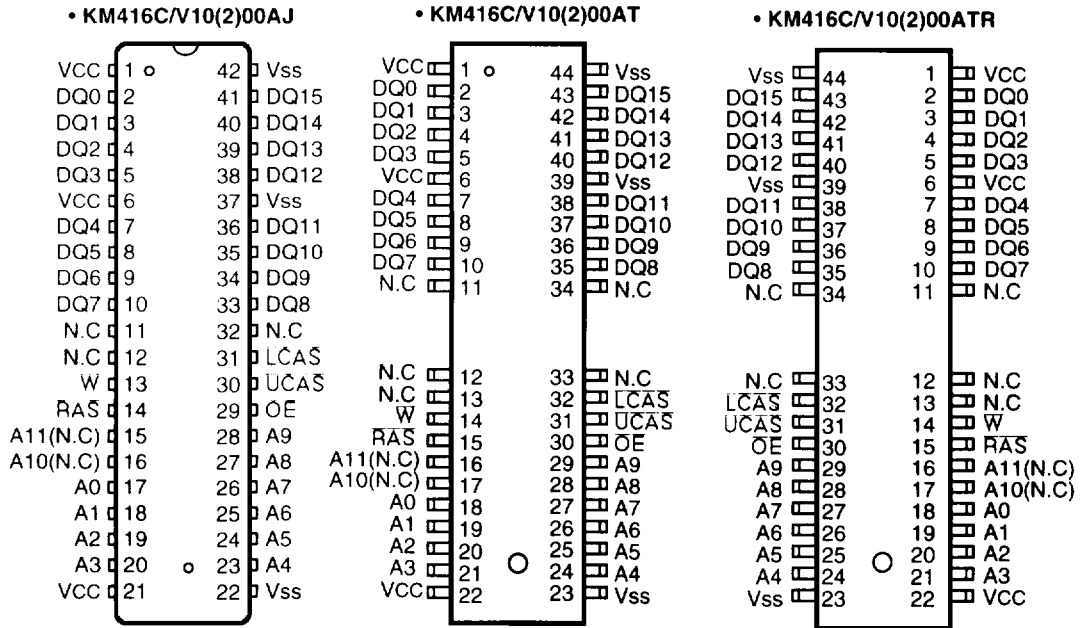 • KM416C/V10(2)00AJ
VCC 1 42 Vss
DQ0 2 41 DQ15
DQ1 3 40 DQ14
DQ2 4 39 DQ13
DQ3 5 38 DQ12
VCC 6 37 Vss
DQ4 7 36 DQ11
DQ5 8 35 DQ10
DQ6 9 34 DQ9
DQ7 10 33 DQ8
N.C 11 32 N.C
N.C 12 31 L̅C̅A̅S̅
W̅ 13 30 U̅C̅A̅S̅
R̅A̅S̅ 14 29 O̅E̅
A11(N.C) 15 28 A9
A10(N.C) 16 27 A8
A0 17 26 A7
A1 18 25 A6
A2 19 24 A5
A3 20 23 A4
VCC 21 22 Vss
• KM416C/V10(2)00AT
VCC 1 44 Vss
DQ0 2 43 DQ15
DQ1 3 42 DQ14
DQ2 4 41 DQ13
DQ3 5 40 DQ12
VCC 6 39 Vss
DQ4 7 38 DQ11
DQ5 8 37 DQ10
DQ6 9 36 DQ9
DQ7 10 35 DQ8
N.C 11 34 N.C
N.C 12 33 N.C
N.C 13 32 L̅C̅A̅S̅
W̅ 14 31 U̅C̅A̅S̅
R̅A̅S̅ 15 30 O̅E̅
A11(N.C) 16 29 A9
A10(N.C) 17 28 A8
A0 18 27 A7
A1 19 26 A6
A2 20 25 A5
A3 21 24 A4
VCC 22 23 Vss
• KM416C/V10(2)00ATR
Vss 44 1 VCC
DQ15 43 2 DQ0
DQ14 42 3 DQ1
DQ13 41 4 DQ2
DQ12 40 5 DQ3
Vss 39 6 VCC
DQ11 38 7 DQ4
DQ10 37 8 DQ5
DQ9 36 9 DQ6
DQ8 35 10 DQ7
N.C 34 11 N.C
N.C 33 12 N.C
L̅C̅A̅S̅ 32 13 N.C
U̅C̅A̅S̅ 31 14 W̅
O̅E̅ 30 15 R̅A̅S̅
A9 29 16 A11(N.C)
A8 28 17 A10(N.C)
A7 27 18 A0
A6 26 19 A1
A5 25 20 A2
A4 24 21 A3
Vss 23 22 VCC